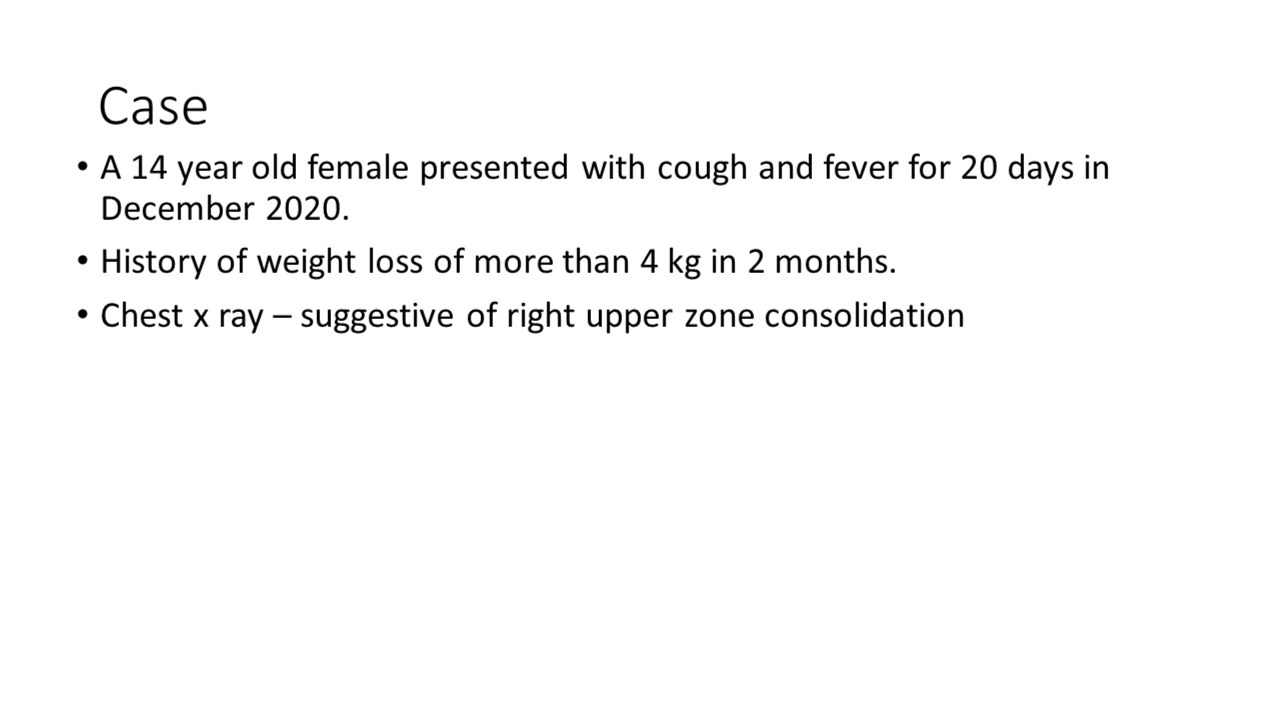 Case
• A 14 year old female presented with cough and fever for 20 days in
December 2020.
• History of weight loss of more than 4 kg in 2 months.
• Chest x ray – suggestive of right upper zone consolidation